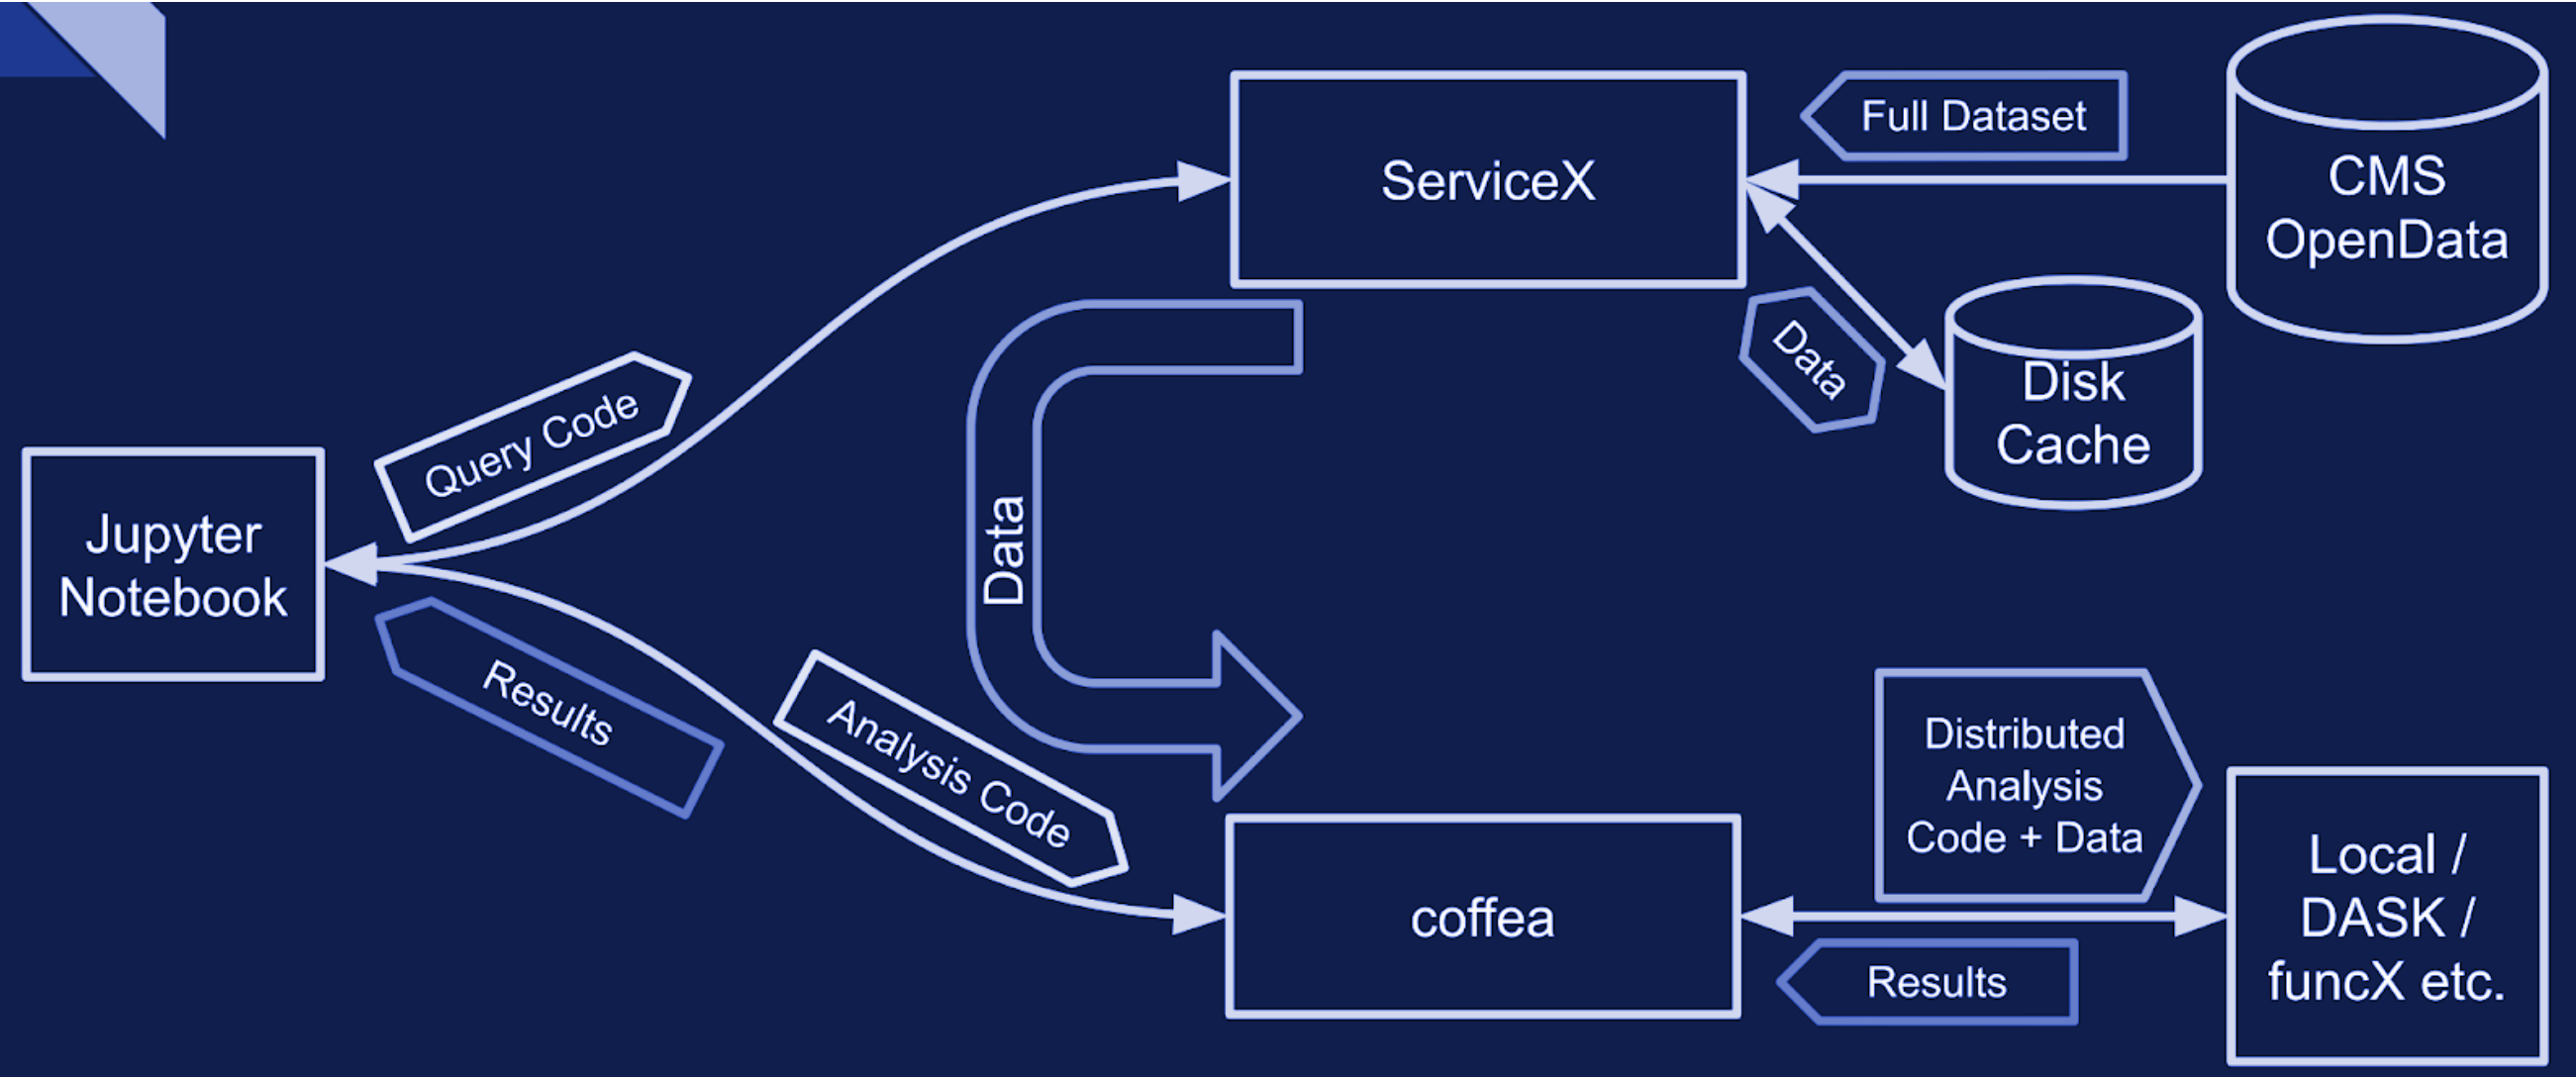 Full Dataset
ServiceX
CMS
OpenData
Data
Disk
Cache
Query Code
Jupyter
Notebook
Data
Results
Analysis Code
Distributed
Analysis
Code + Data
coffea
Local /
DASK /
funcX etc.
Results